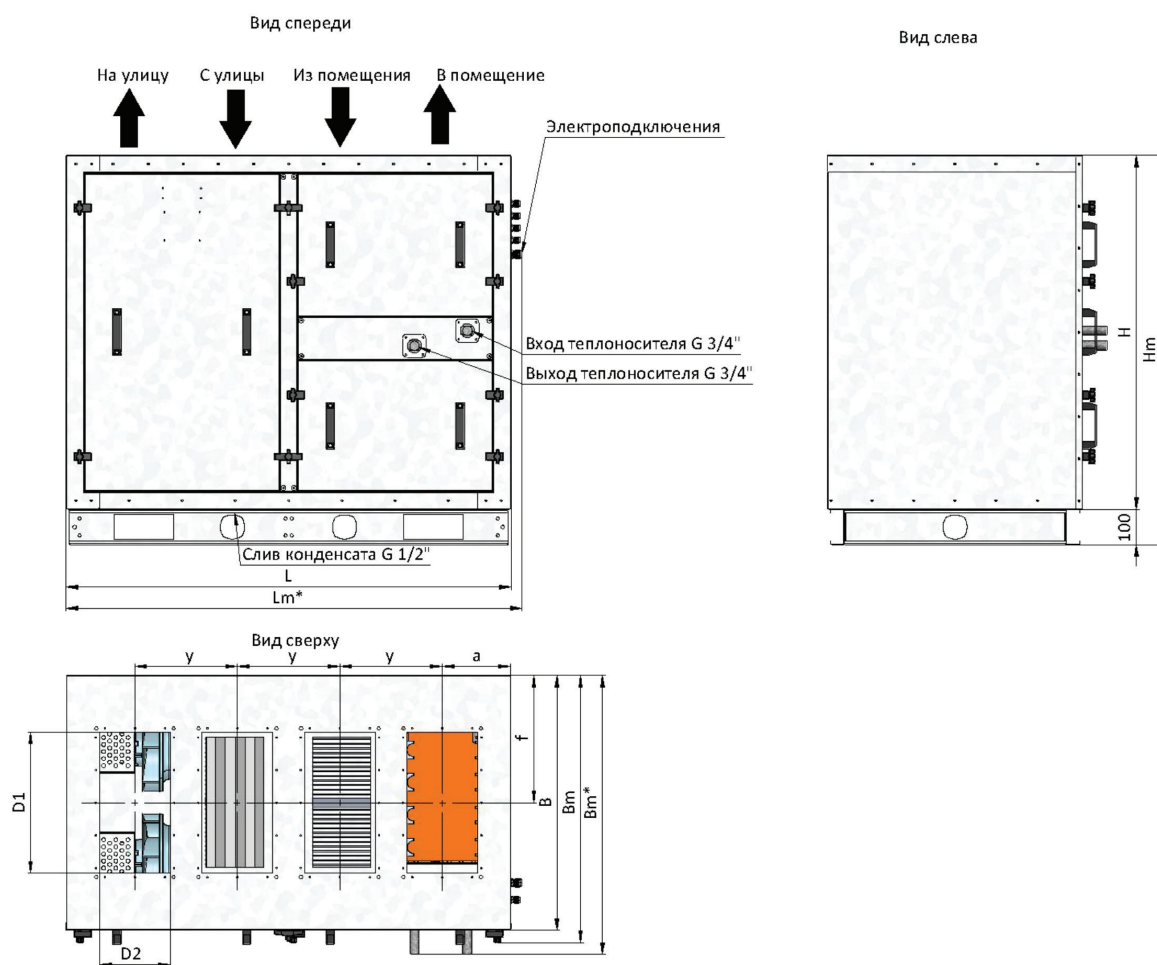 Вид спереди
Вид слева
На улицу
С улицы
Из помещения
В помещение
Электроподключения
Вход теплоносителя G 3/4"
Выход теплоносителя G 3/4"
H
Hm
100
Слив конденсата G 1/2"
L
Lm*
Вид сверху
y
y
y
a
D1
f
B
Bm
Bm*
D2